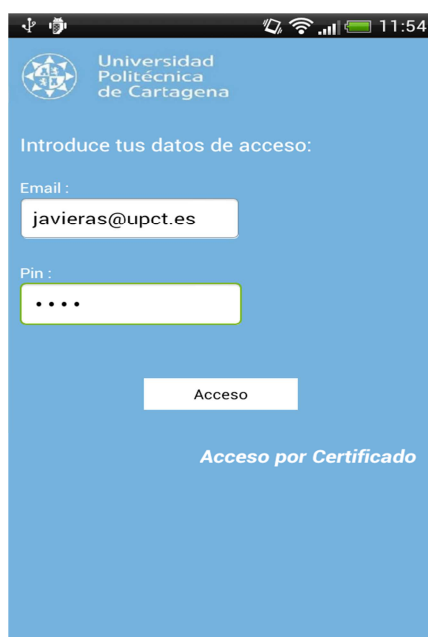 11:54
Universidad
Politécnica
de Cartagena
Introduce tus datos de acceso:
Email :
javieras@upct.es
Pin :
••••
Acceso
Acceso por Certificado